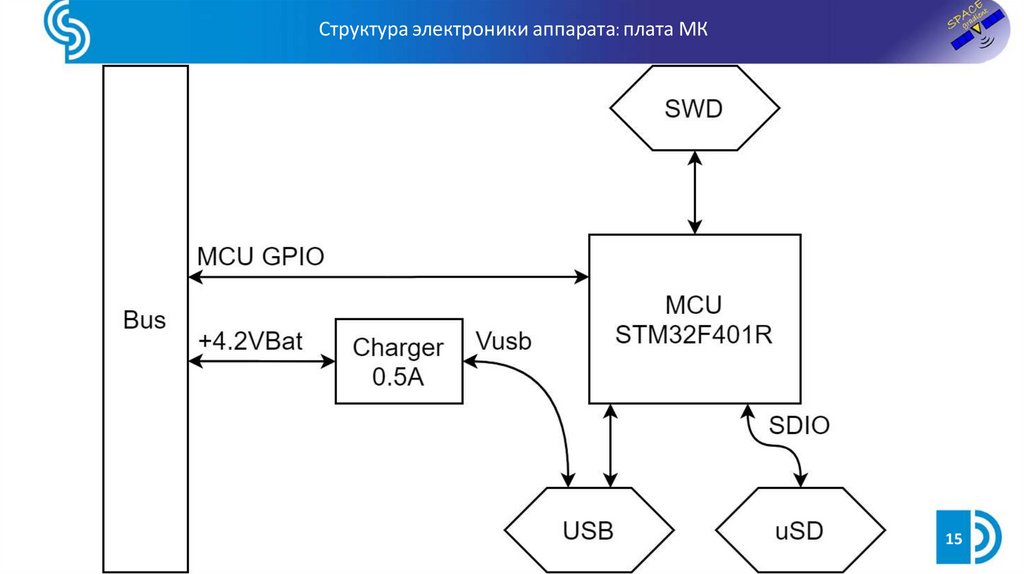 Структура электроники аппарата: плата МК
SPACE
gradient
SWD
MCU GPIO
Bus
+4.2VBat
Charger
0.5A
Vusb
MCU
STM32F401R
SDIO
USB
uSD
15